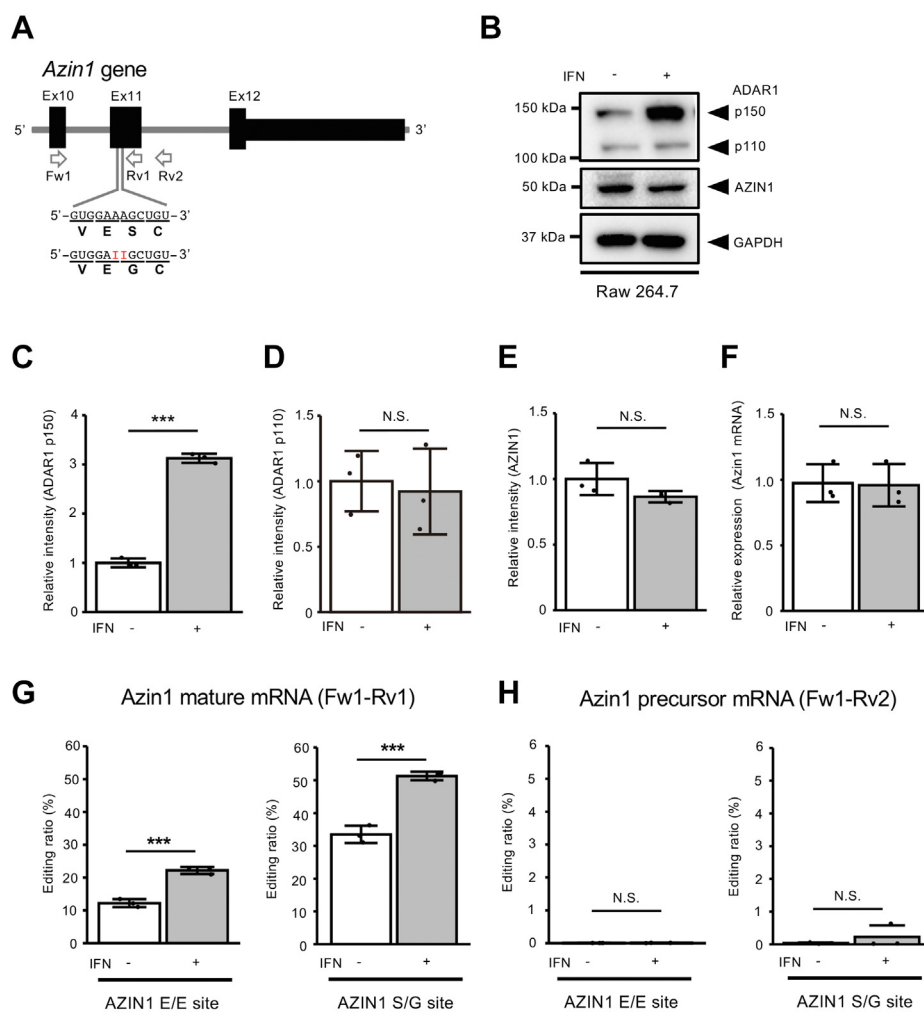 A
Azin1 gene
Ex10 Ex11 Ex12
5' 3'
Fw1 Rv1 Rv2
5'-GUGGAAAGCUGU-3'
V E S C
5'-GUGGAIIGCUGU-3'
V E G C
B
IFN - +
ADAR1
150 kDa p150
p110
100 kDa
50 kDa AZIN1
37 kDa GAPDH
Raw 264.7
C
Relative intensity (ADAR1 p150)
4
3
2
1
0
***
IFN - +
D
Relative intensity (ADAR1 p110)
1.5
1.0
0.5
0
N.S.
IFN - +
E
Relative intensity (AZIN1)
1.5
1.0
0.5
0
N.S.
IFN - +
F
Relative expression (Azin1 mRNA)
1.5
1.0
0.5
0
N.S.
IFN - +
G
Azin1 mature mRNA (Fw1-Rv1)
Editing ratio (%)
60
50
40
30
20
10
0
***
IFN - +
AZIN1 E/E site
Editing ratio (%)
60
50
40
30
20
10
0
***
IFN - +
AZIN1 S/G site
H
Azin1 precursor mRNA (Fw1-Rv2)
Editing ratio (%)
6
5
4
3
2
1
0
N.S.
IFN - +
AZIN1 E/E site
Editing ratio (%)
6
5
4
3
2
1
0
N.S.
IFN - +
AZIN1 S/G site